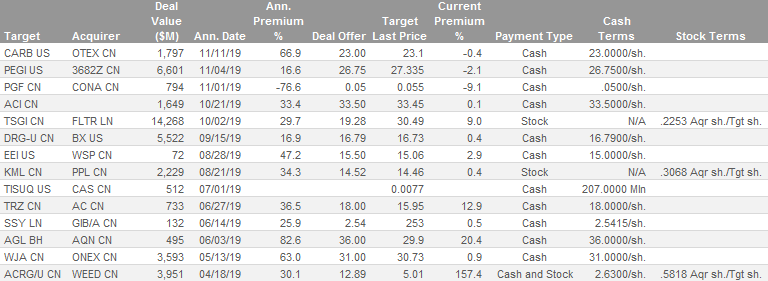 Target Acquirer Deal Value ($M) Ann. Date Ann. Premium % Deal Offer Target Last Price Current Premium % Payment Type Cash Terms Stock Terms
CARB US OTEX CN 1,797 11/11/19 66.9 23.00 23.1 -0.4 Cash 23.0000/sh.
PEGI US 3682Z CN 6,601 11/04/19 16.6 26.75 27.335 -2.1 Cash 26.7500/sh.
PGF CN CONA CN 794 11/01/19 -76.6 0.05 0.055 -9.1 Cash .0500/sh.
ACI CN 1,649 10/21/19 33.4 33.50 33.45 0.1 Cash 33.5000/sh.
TSGI CN FLTR LN 14,268 10/02/19 29.7 19.28 30.49 9.0 Stock N/A .2253 Aqr sh./Tgt sh.
DRG-U CN BX US 5,522 09/15/19 16.9 16.79 16.73 0.4 Cash 16.7900/sh.
EEI US WSP CN 72 08/28/19 47.2 15.50 15.06 2.9 Cash 15.0000/sh.
KML CN PPL CN 2,229 08/21/19 34.3 14.52 14.46 0.4 Stock N/A .3068 Aqr sh./Tgt sh.
TISUQ US CAS CN 512 07/01/19 0.0077 Cash 207.0000 Mln
TRZ CN AC CN 733 06/27/19 36.5 18.00 15.95 12.9 Cash 18.0000/sh.
SSY LN GIB/A CN 132 06/14/19 25.9 2.54 253 0.5 Cash 2.5415/sh.
AGL BH AQN CN 495 06/03/19 82.6 36.00 29.9 20.4 Cash 36.0000/sh.
WJA CN ONEX CN 3,593 05/13/19 63.0 31.00 30.73 0.9 Cash 31.0000/sh.
ACRG/U CN WEED CN 3,951 04/18/19 30.1 12.89 5.01 157.4 Cash and Stock 2.6300/sh. .5818 Aqr sh./Tgt sh.